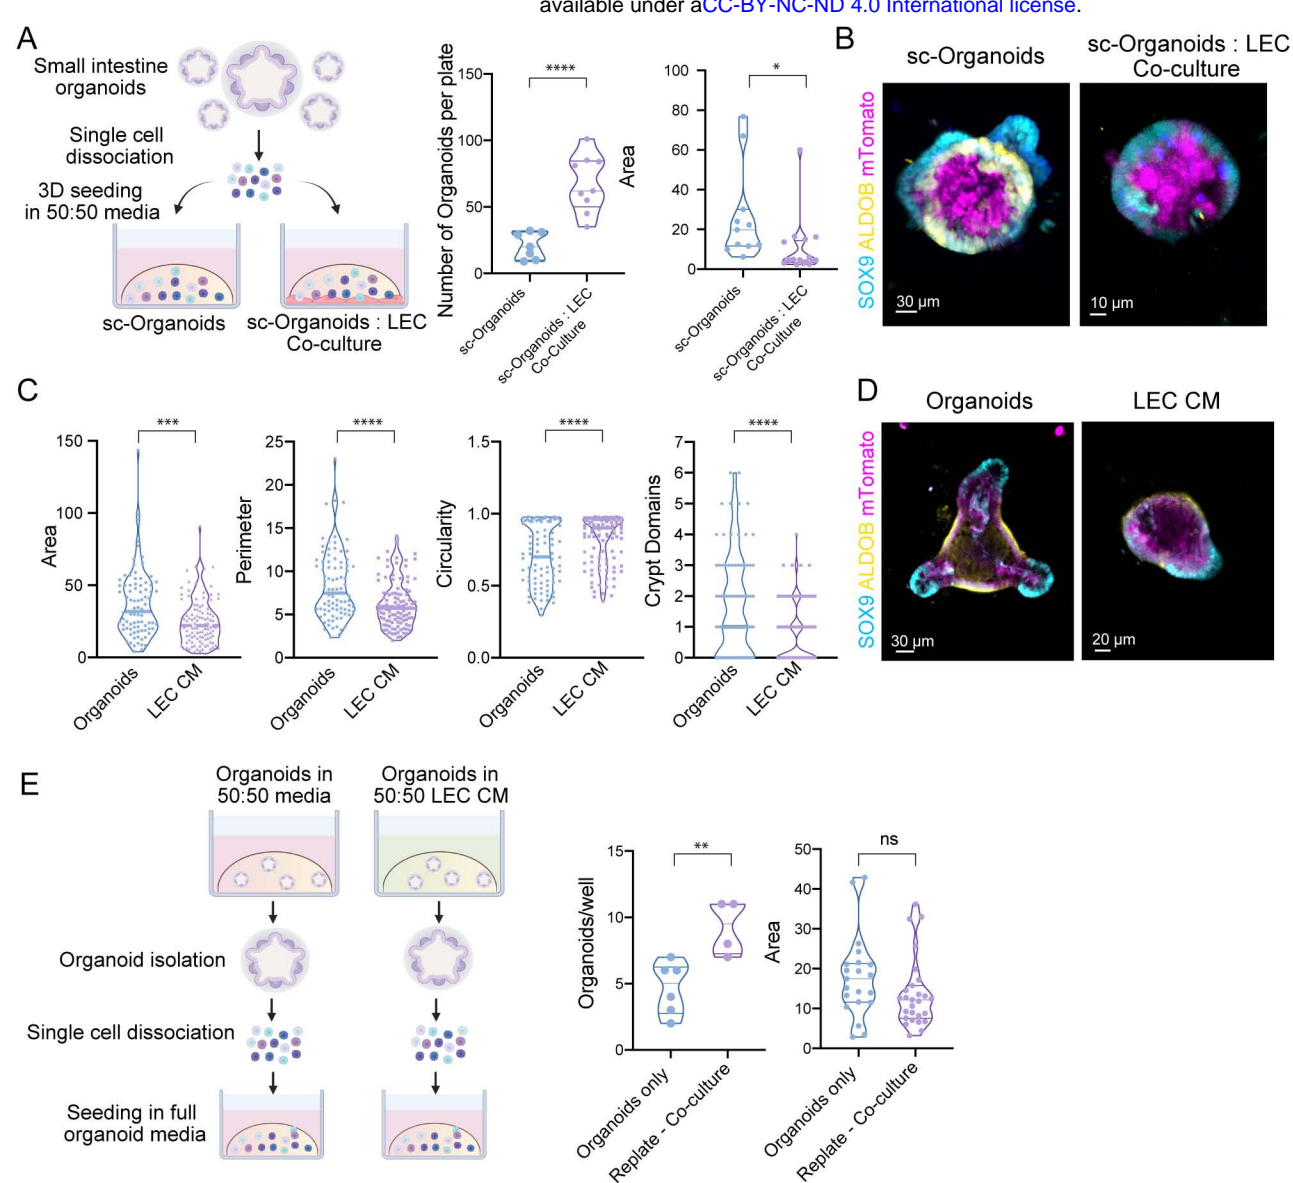 available under aCC-BY-NC-ND 4.0 International license.
A
Small intestine
organoids
Single cell
dissociation
3D seeding
in 50:50 media
sc-Organoids
sc-Organoids : LEC
Co-culture
Number of Organoids per plate
150
100
50
0
****
sc-Organoids
sc-Organoids : LEC
Co-Culture
Area
100
80
60
40
20
0
*
sc-Organoids
sc-Organoids : LEC
Co-Culture
B
SOX9 ALDOB mTomato
sc-Organoids
30 µm
sc-Organoids : LEC
Co-culture
10 µm
C
Area
150
100
50
0
***
Organoids
LEC CM
Perimeter
25
20
15
10
5
0
****
Organoids
LEC CM
Circularity
1.5
1.0
0.5
0.0
****
Organoids
LEC CM
Crypt Domains
7
6
5
4
3
2
1
0
****
Organoids
LEC CM
D
SOX9 ALDOB mTomato
Organoids
30 µm
LEC CM
20 µm
E
Organoids in
50:50 media
Organoids in
50:50 LEC CM
Organoid isolation
Single cell dissociation
Seeding in full
organoid media
Organoids/well
15
10
5
0
**
Organoids only
Replate - Co-culture
Area
50
40
30
20
10
0
ns
Organoids only
Replate - Co-culture